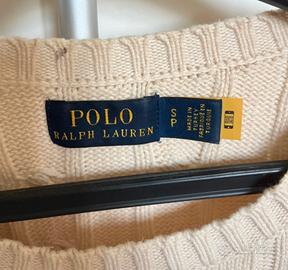 POLO
RALPH LAUREN
S
P
MADE IN
TURKEY
FABRIQUÉ EN
TURQUIE